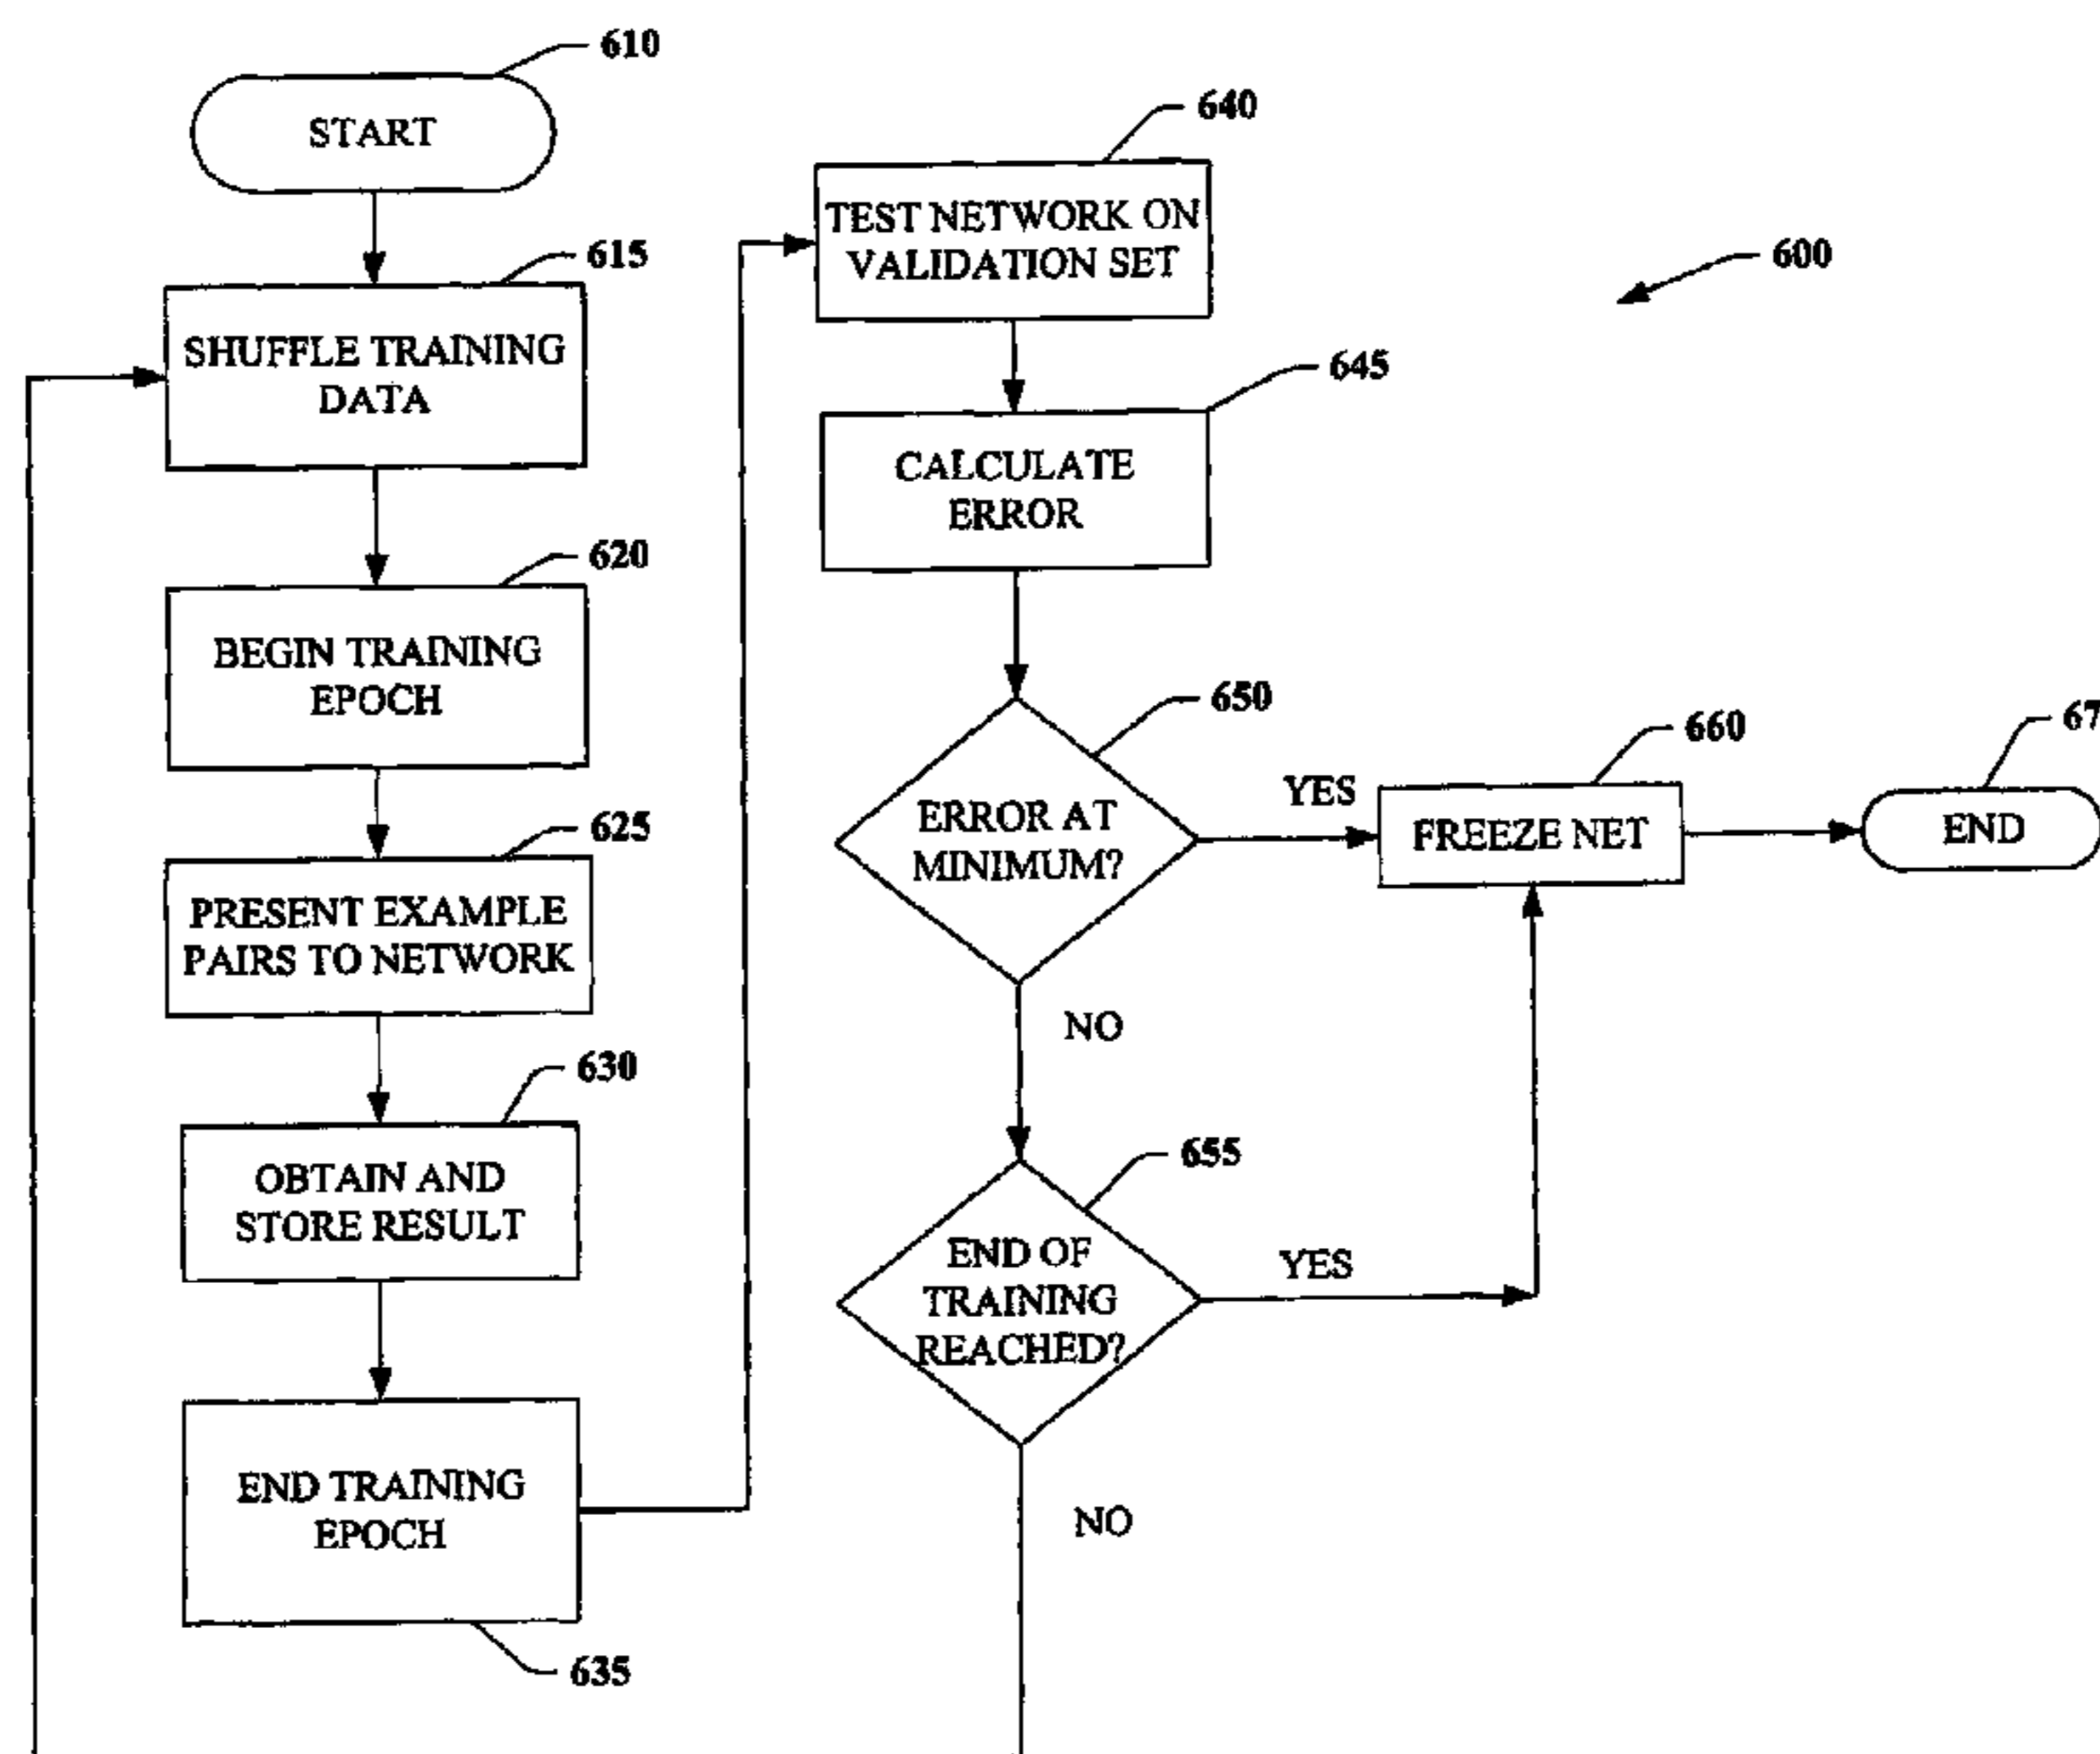 610
START
615
SHUFFLE TRAINING
DATA
620
BEGIN TRAINING
EPOCH
625
PRESENT EXAMPLE
PAIRS TO NETWORK
630
OBTAIN AND
STORE RESULT
END TRAINING
EPOCH
635
640
TEST NETWORK ON
VALIDATION SET
600
645
CALCULATE
ERROR
650
ERROR AT
MINIMUM?
YES
660
FREEZE NET
67
END
NO
655
END OF
TRAINING
REACHED?
YES
NO